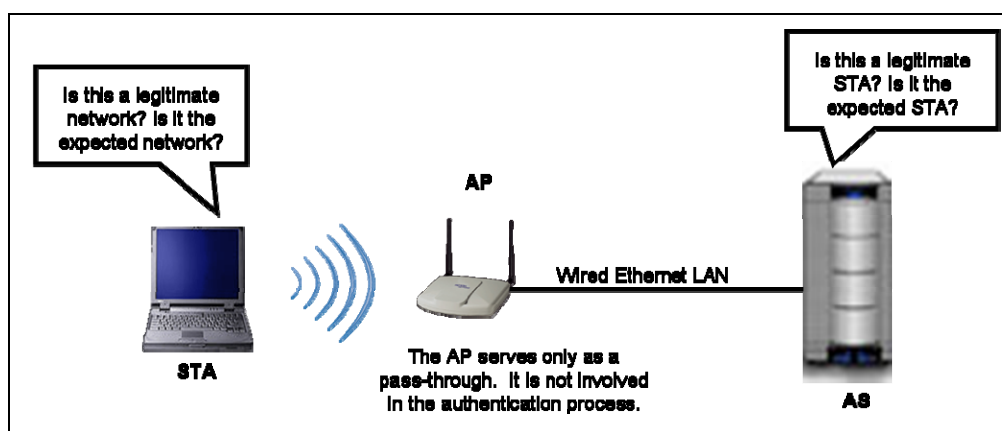 Is this a legitimate
network? Is it the
expected network?
Is this a legitimate
STA? Is it the
expected STA?
AP
Wired Ethernet LAN
STA
The AP serves only as a
pass-through. It is not involved
in the authentication process.
AS